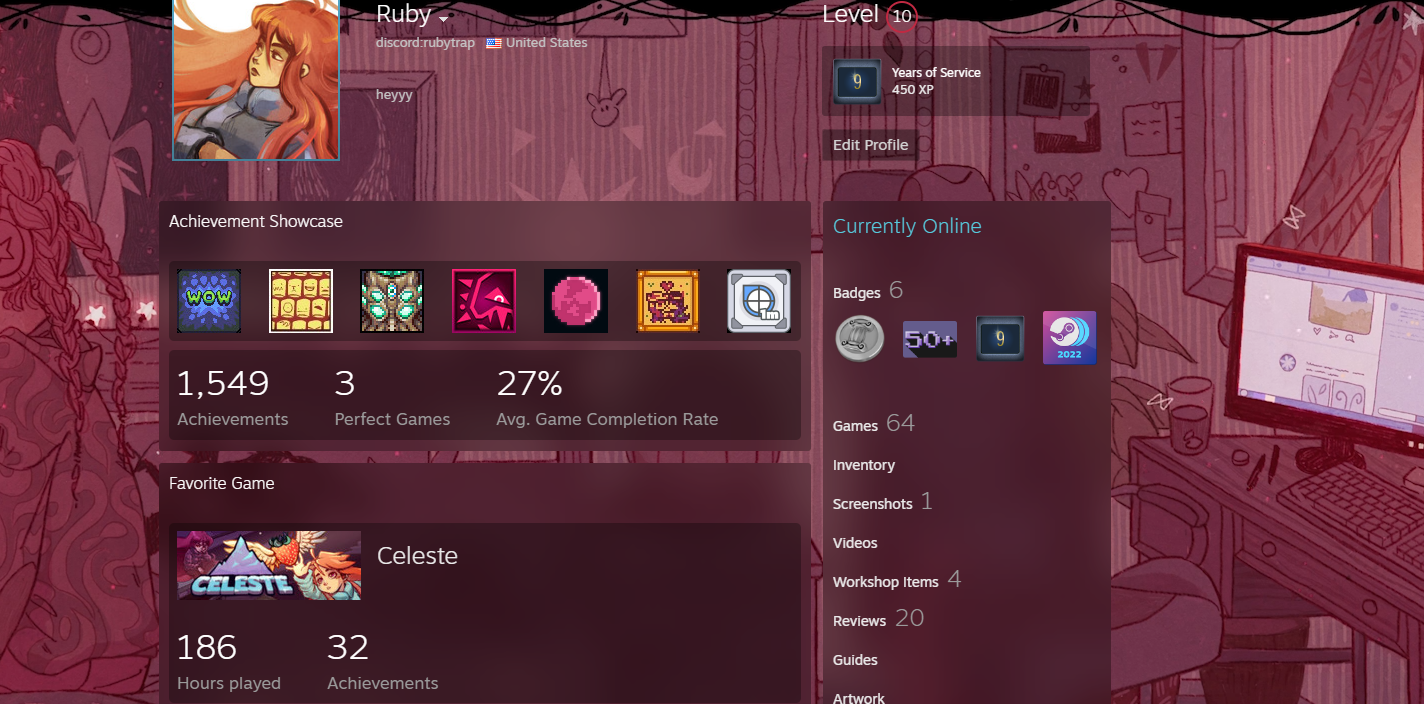 Ruby
discord:rubytrap United States
heyyy
Level 10
9
Years of Service
450 XP
Edit Profile
Achievement Showcase
WOW
1m
1,549
Achievements
3
Perfect Games
27%
Avg. Game Completion Rate
Favorite Game
CELESTE
Celeste
186
Hours played
32
Achievements
Currently Online
Badges 6
50+
9
2022
Games 64
Inventory
Screenshots 1
Videos
Workshop Items 4
Reviews 20
Guides
Artwork